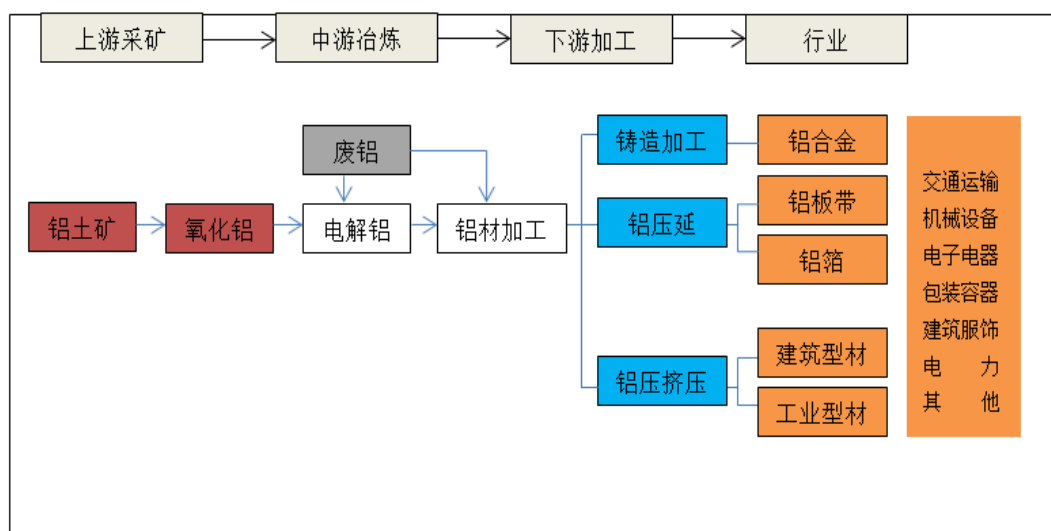 上游采矿
中游冶炼
下游加工
行业
废铝
铝土矿
氧化铝
电解铝
铝材加工
铸造加工
铝压延
铝压挤压
铝合金
铝板带
铝箔
建筑型材
工业型材
交通运输
机械设备
电子电器
包装容器
建筑服饰
电 力
其 他